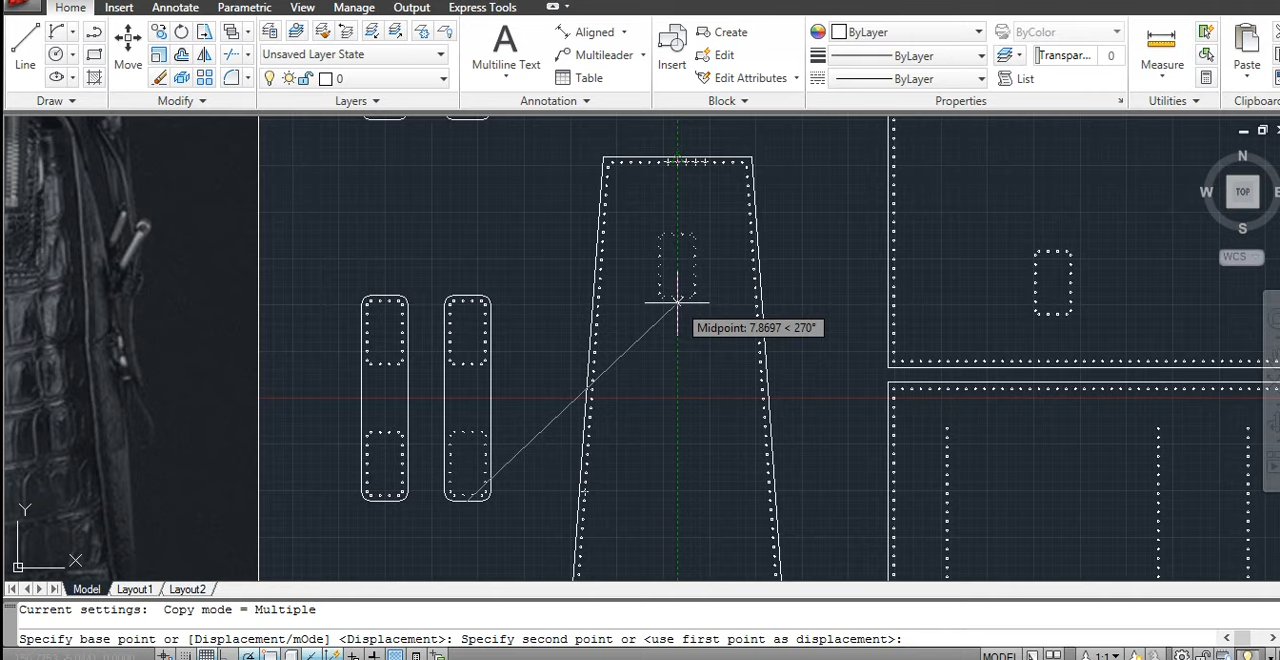 Home Insert Annotate Parametric View Manage Output Express Tools
Line
Move
Unsaved Layer State
0
Multiline Text
Aligned
Multileader
Table
Insert
Create
Edit
Edit Attributes
ByLayer
ByLayer
ByLayer
ByColor
Transpar... 0
List
Measure
Paste
Draw Modify Layers Annotation Block Properties Utilities Clipboard
N
W TOP
S
WCS
Midpoint: 7.8697 < 270°
Y
X
Model Layout1 Layout2
Current settings: Copy mode = Multiple
Specify base point or [Displacement/mOde] <Displacement>: Specify second point or <use first point as displacement>:
MODEL 1:1